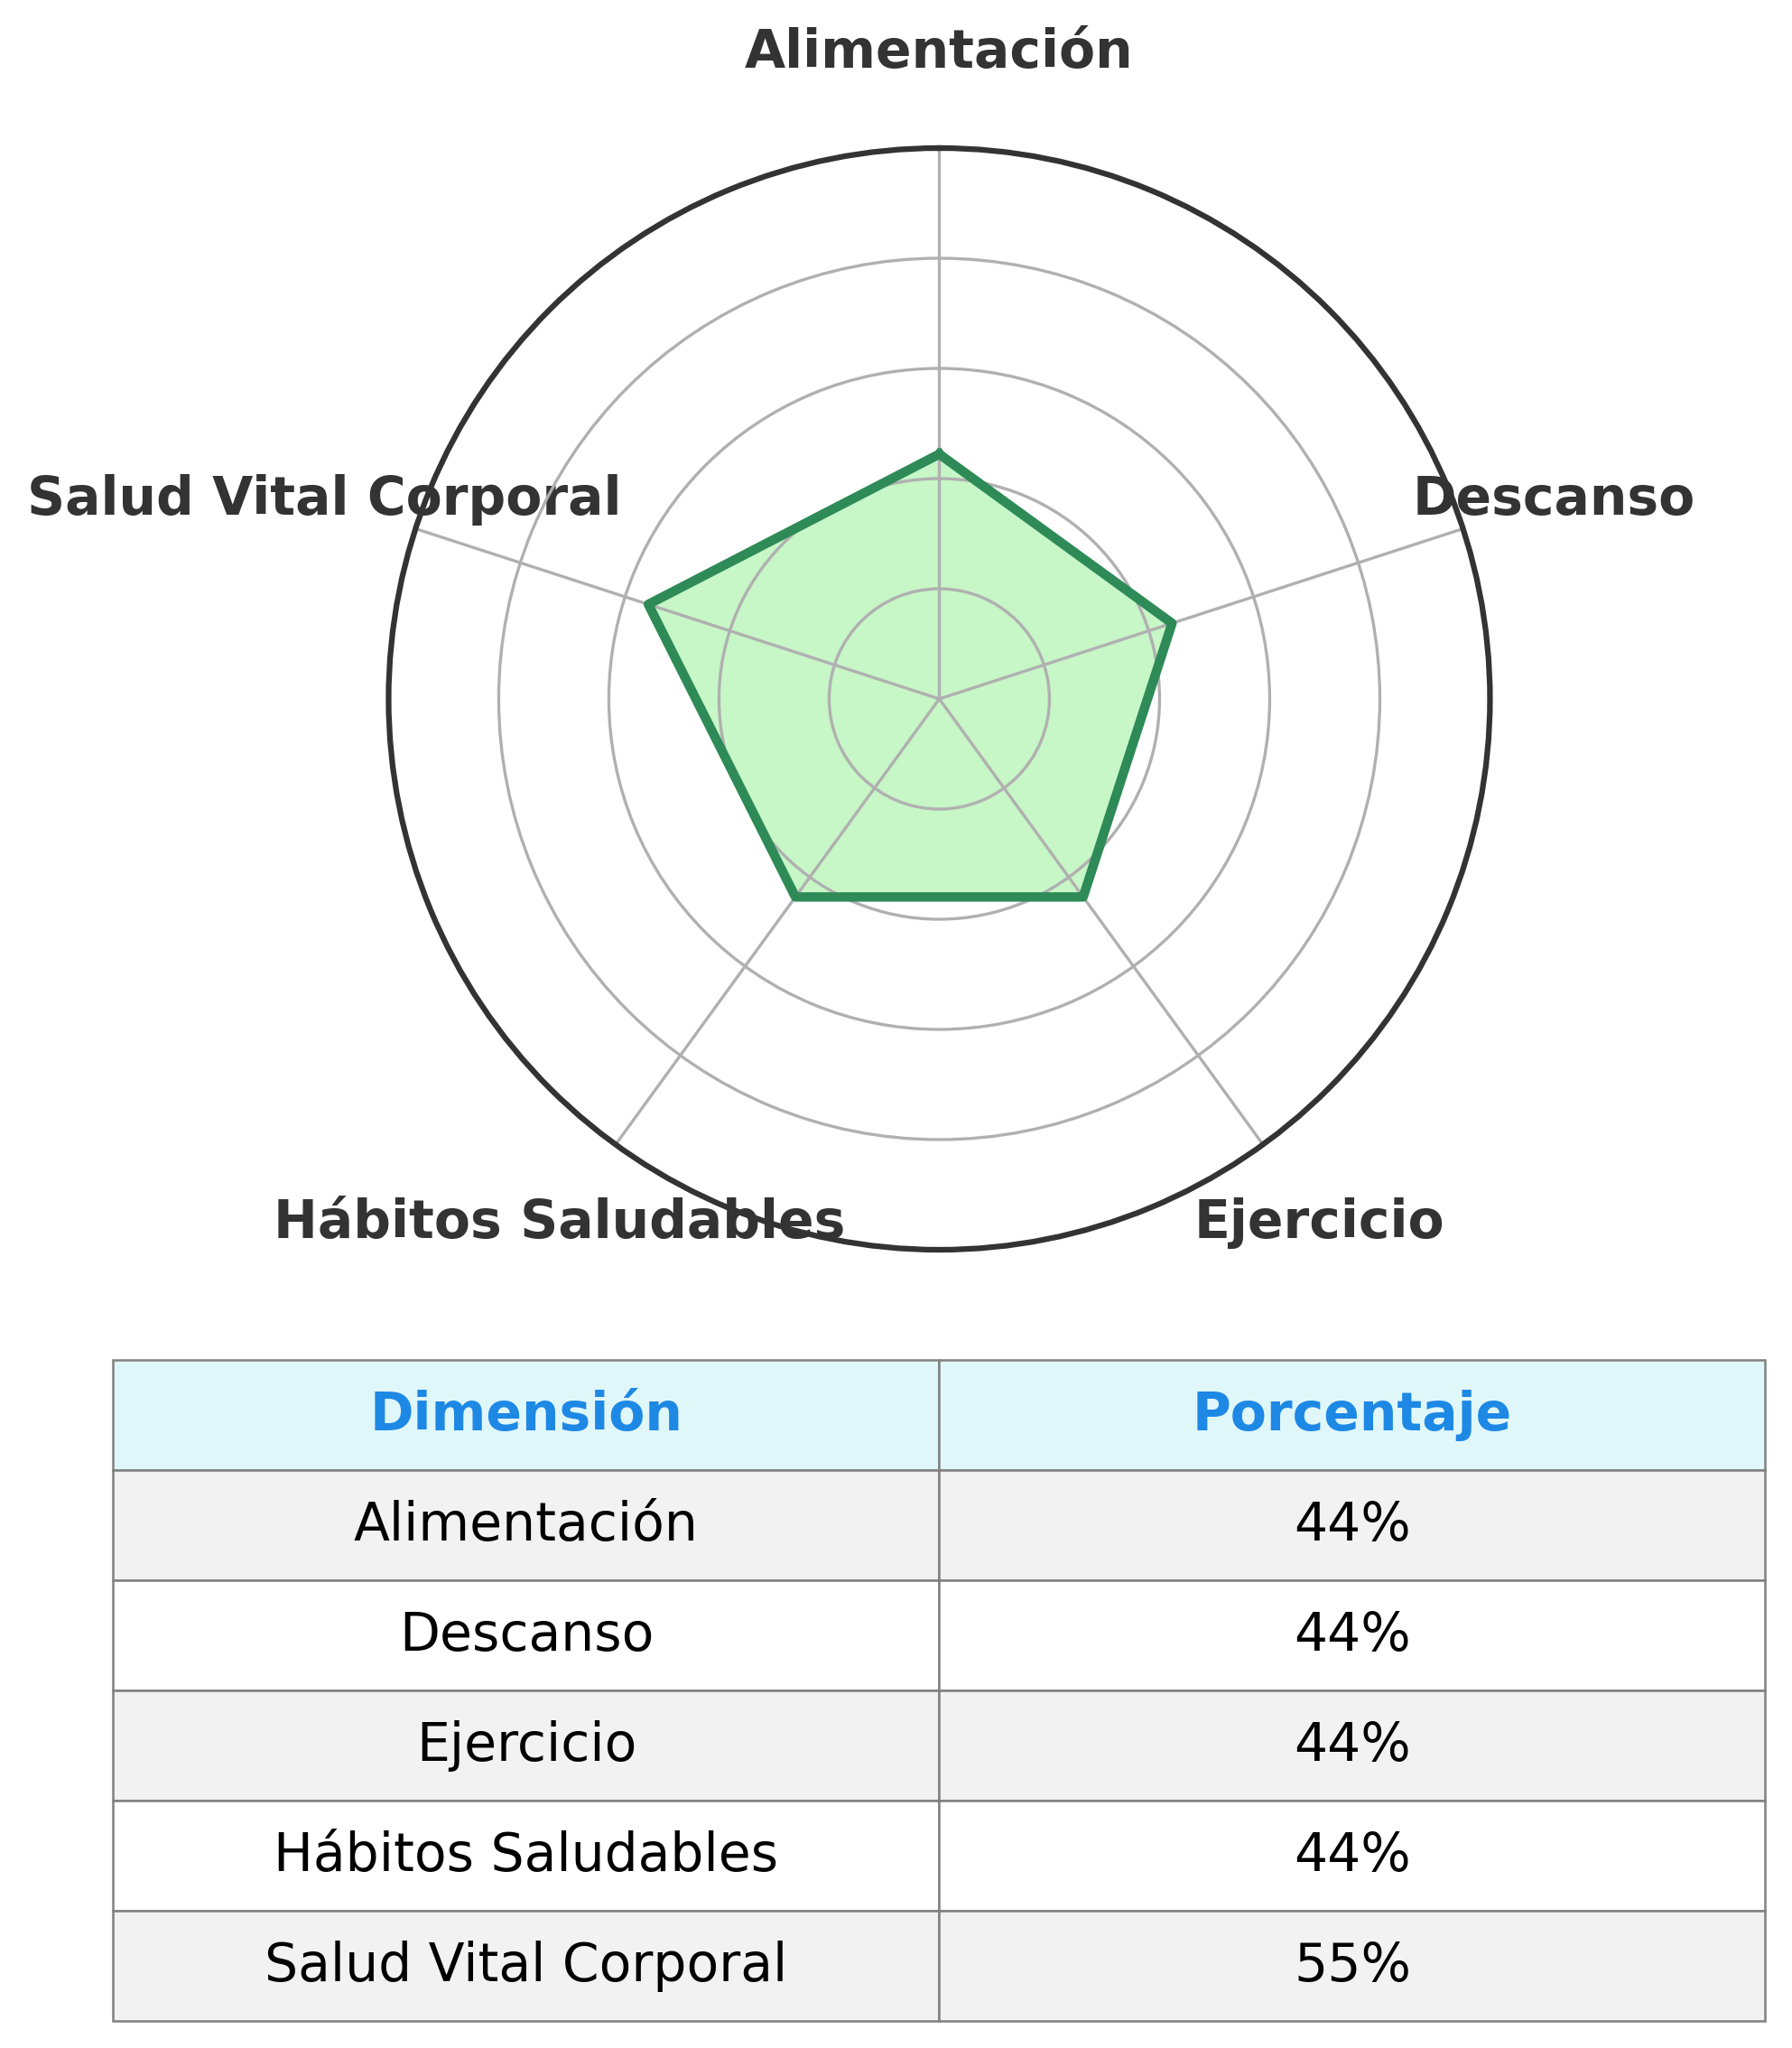 Alimentación
Salud Vital Corporal
Descanso
Hábitos Saludables
Ejercicio
Dimensión Porcentaje
Alimentación 44%
Descanso 44%
Ejercicio 44%
Hábitos Saludables 44%
Salud Vital Corporal 55%